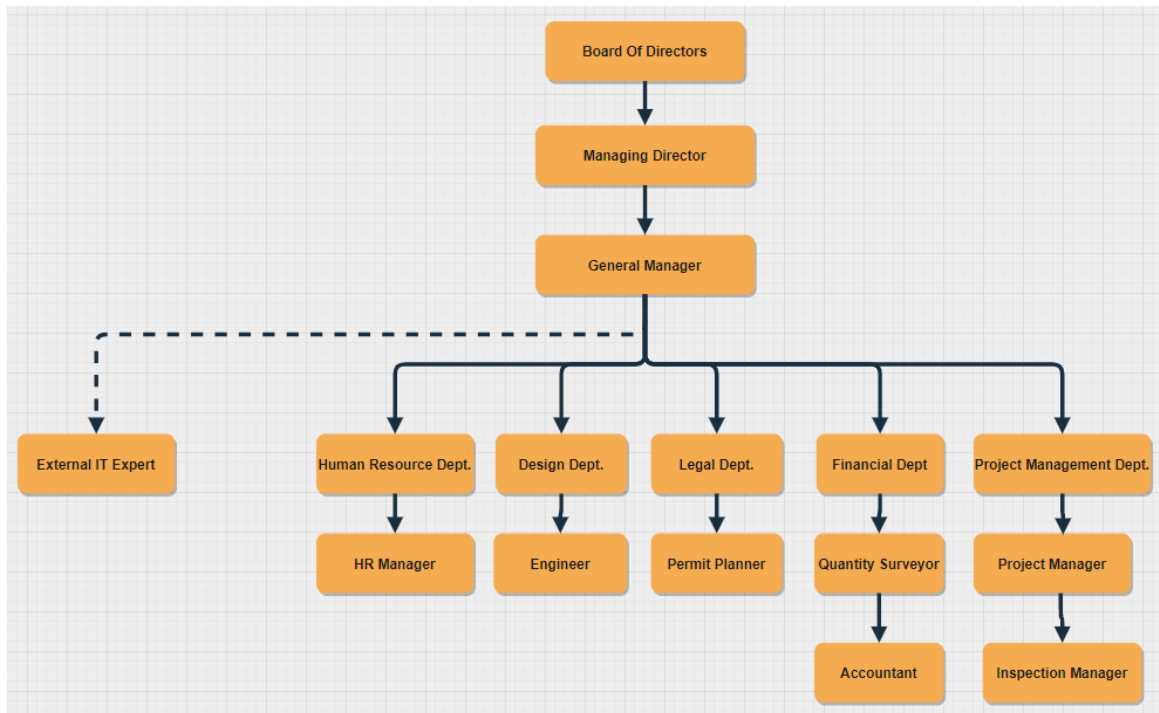 Board Of Directors
Managing Director
General Manager
External IT Expert
Human Resource Dept.
Design Dept.
Legal Dept.
Financial Dept
Project Management Dept.
HR Manager
Engineer
Permit Planner
Quantity Surveyor
Project Manager
Accountant
Inspection Manager